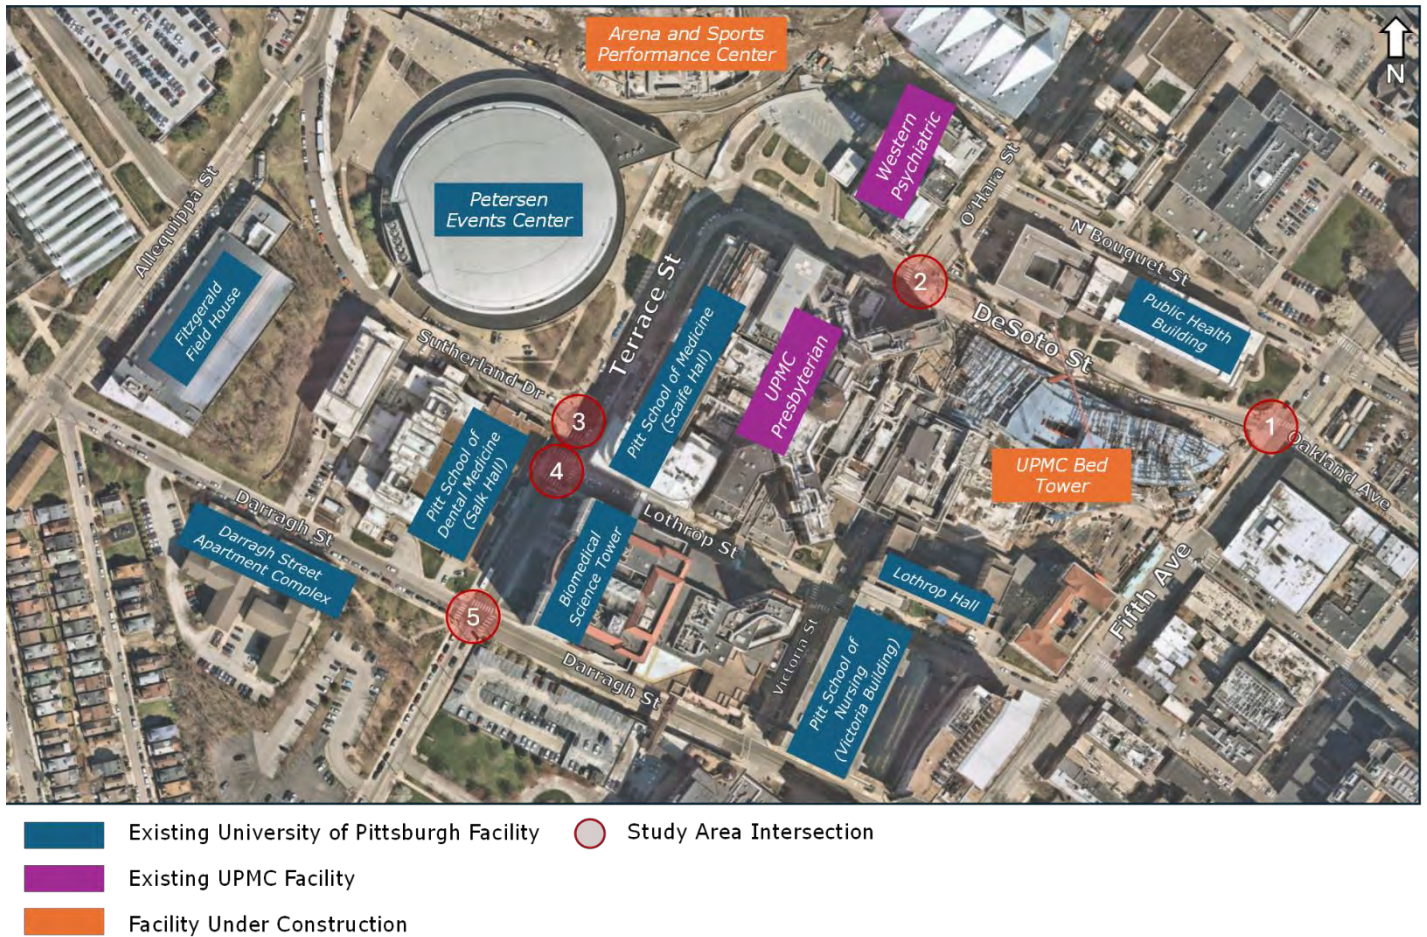 Arena and Sports
Performance Center
N
Western
Psychiatric
O'Hara St
Allequippa St
Petersen
Events Center
N Bouquet St
Terrace St
2
Fitzgerald
Field House
Public Health
Building
DeSoto St
Pitt School of Medicine
(Scaife Hall)
UPMC
Presbyterian
Sutherland Dr
3
1
Oakland Ave
4
Pitt School of
Dental Medicine
(Salk Hall)
UPMC Bed
Tower
Darragh St
Lothrop St
Darragh Street
Apartment Complex
Biomedical
Science Tower
Lothrop Hall
Fifth Ave
5
Victoria St
Darragh St
Pitt School of
Nursing
(Victoria Building)
Existing University of Pittsburgh Facility
Study Area Intersection
Existing UPMC Facility
Facility Under Construction